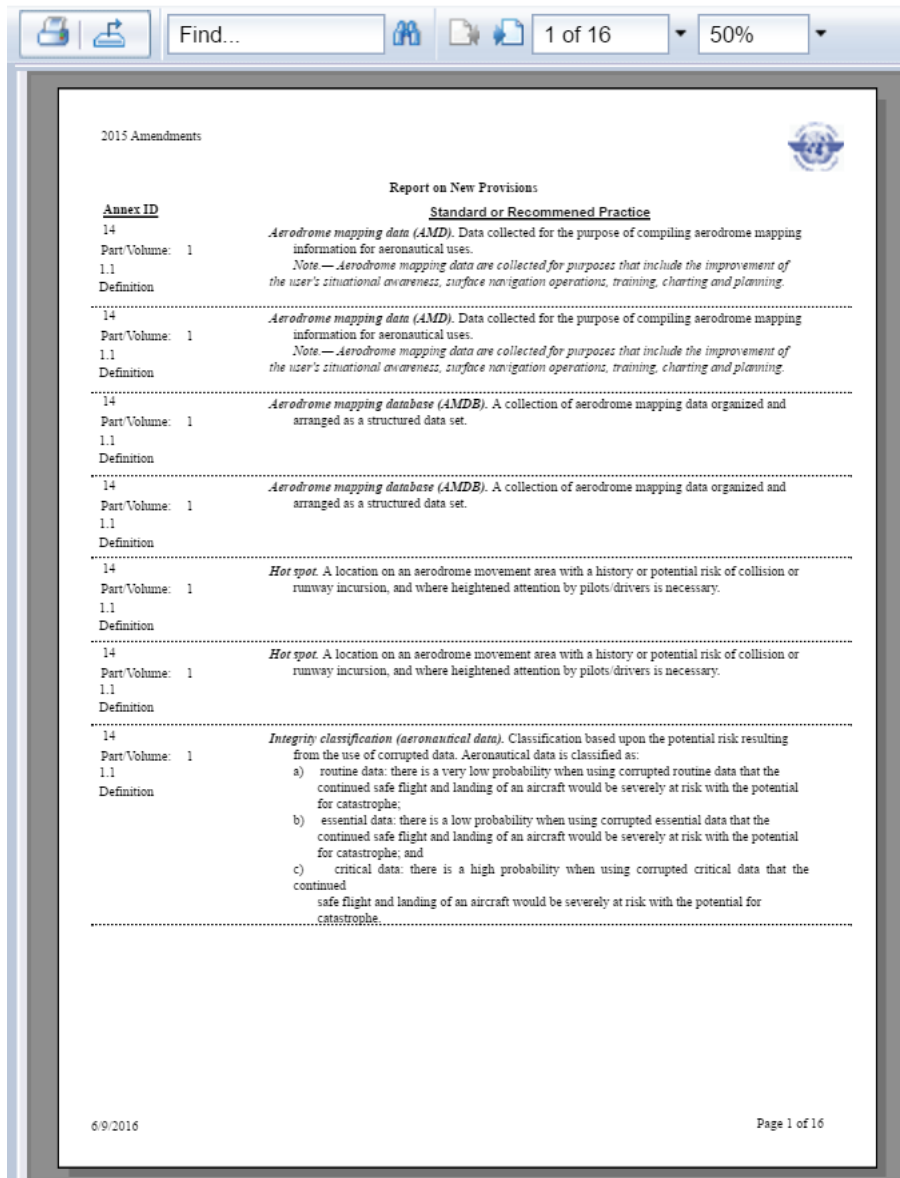 Find...
1 of 16
50%
2015 Amendments
Report on New Provisions
Annex ID
Standard or Recommened Practice
14
Part/Volume: 1
1.1
Definition
Aerodrome mapping data (AMD). Data collected for the purpose of compiling aerodrome mapping
information for aeronautical uses.
Note.— Aerodrome mapping data are collected for purposes that include the improvement of
the user's situational awareness, surface navigation operations, training, charting and planning.
14
Part/Volume: 1
1.1
Definition
Aerodrome mapping data (AMD). Data collected for the purpose of compiling aerodrome mapping
information for aeronautical uses.
Note.— Aerodrome mapping data are collected for purposes that include the improvement of
the user's situational awareness, surface navigation operations, training, charting and planning.
14
Part/Volume: 1
1.1
Definition
Aerodrome mapping database (AMDB). A collection of aerodrome mapping data organized and
arranged as a structured data set.
14
Part/Volume: 1
1.1
Definition
Aerodrome mapping database (AMDB). A collection of aerodrome mapping data organized and
arranged as a structured data set.
14
Part/Volume: 1
1.1
Definition
Hot spot. A location on an aerodrome movement area with a history or potential risk of collision or
runway incursion, and where heightened attention by pilots/drivers is necessary.
14
Part/Volume: 1
1.1
Definition
Hot spot. A location on an aerodrome movement area with a history or potential risk of collision or
runway incursion, and where heightened attention by pilots/drivers is necessary.
14
Part/Volume: 1
1.1
Definition
Integrity classification (aeronautical data). Classification based upon the potential risk resulting
from the use of corrupted data. Aeronautical data is classified as:
a) routine data: there is a very low probability when using corrupted routine data that the
continued safe flight and landing of an aircraft would be severely at risk with the potential
for catastrophe;
b) essential data: there is a low probability when using corrupted essential data that the
continued safe flight and landing of an aircraft would be severely at risk with the potential
for catastrophe; and
c) critical data: there is a high probability when using corrupted critical data that the
continued
safe flight and landing of an aircraft would be severely at risk with the potential for
catastrophe.
6/9/2016
Page 1 of 16